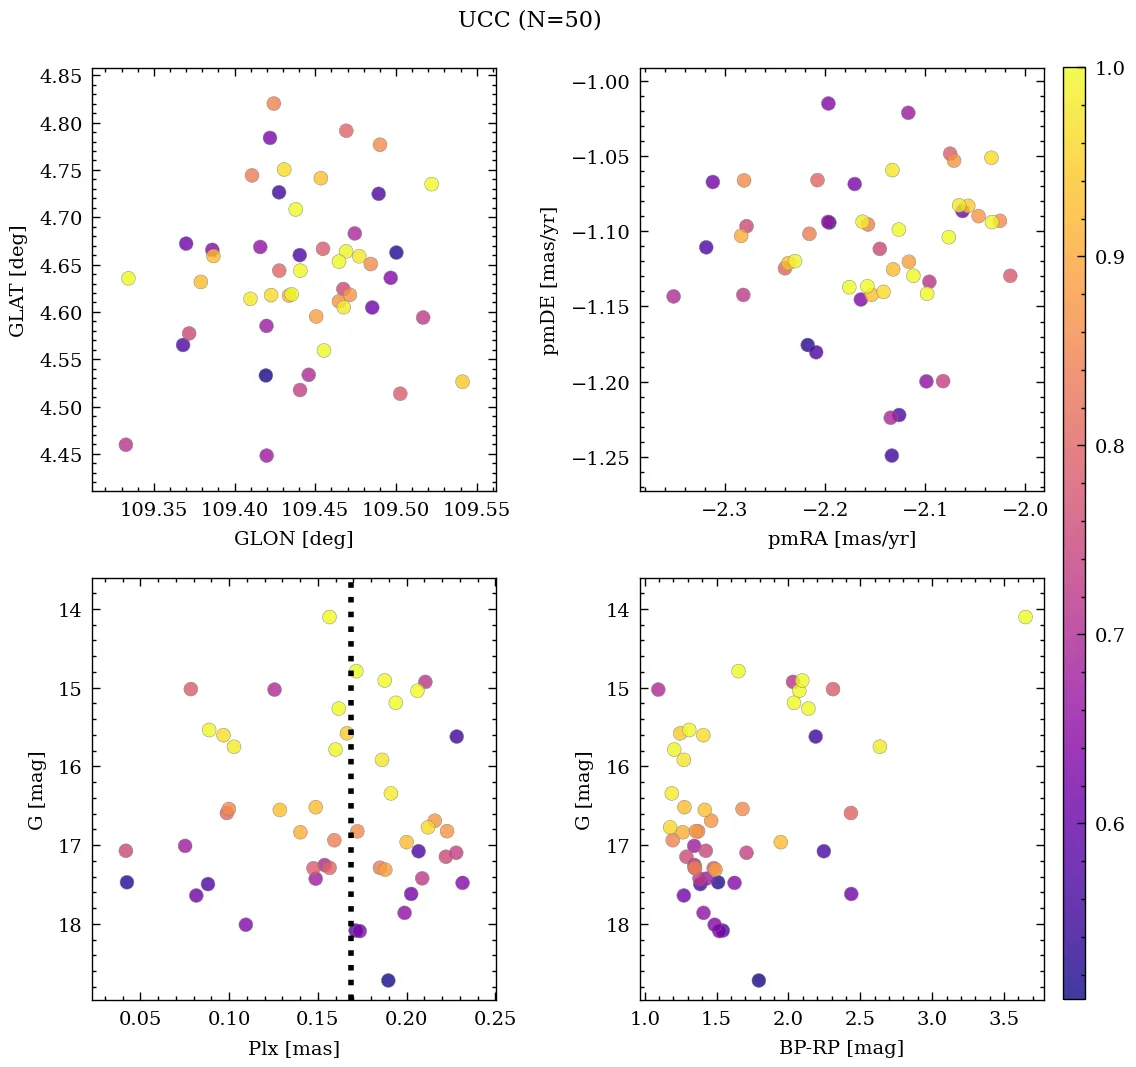 UCC (N=50)
4.85
4.80
4.75
4.70
4.65
4.60
4.55
4.50
4.45
GLAT [deg]
109.35 109.40 109.45 109.50 109.55
GLON [deg]
−1.00
−1.05
−1.10
−1.15
−1.20
−1.25
pmDE [mas/yr]
−2.3 −2.2 −2.1 −2.0
pmRA [mas/yr]
14
15
16
17
18
G [mag]
0.05 0.10 0.15 0.20 0.25
Plx [mas]
14
15
16
17
18
G [mag]
1.0 1.5 2.0 2.5 3.0 3.5
BP-RP [mag]
1.0
0.9
0.8
0.7
0.6